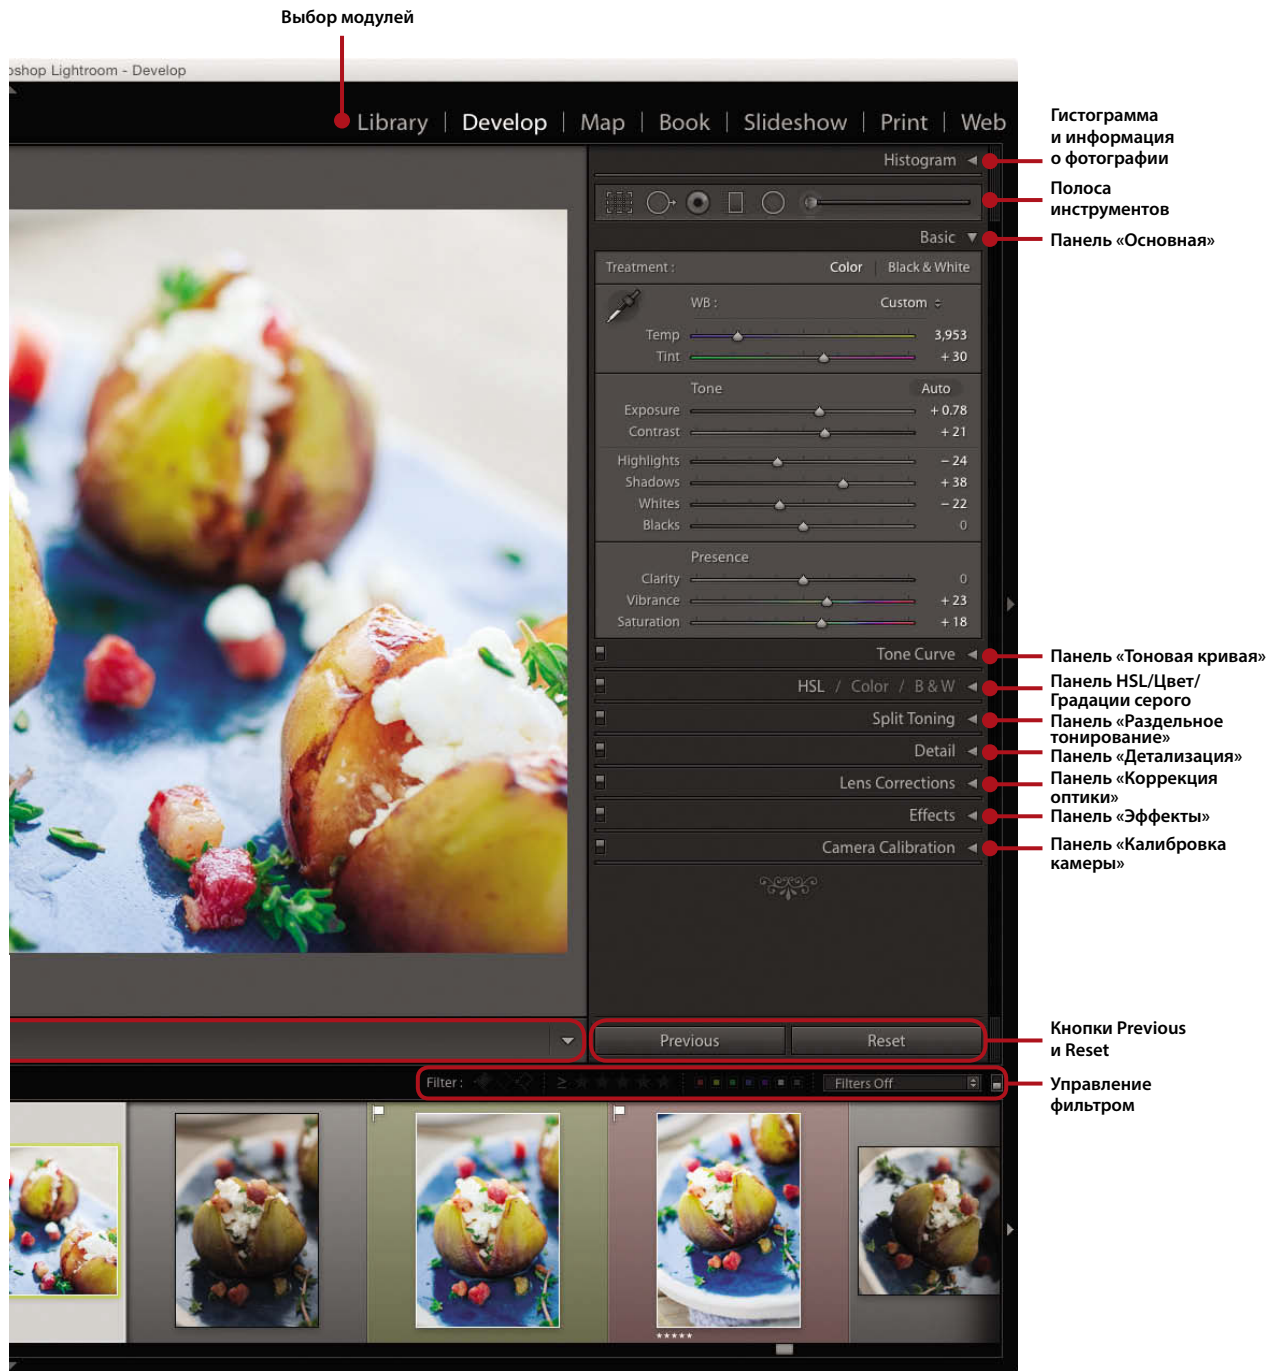 Выбор модулей
oshop Lightroom - Develop
Library | Develop | Map | Book | Slideshow | Print | Web
Гистограмма
и информация
о фотографии
Histogram
Полоса
инструментов
Basic
Панель «Основная»
Treatment : Color | Black & White
WB : Custom
Temp 3,953
Tint + 30
Tone Auto
Exposure + 0.78
Contrast + 21
Highlights – 24
Shadows + 38
Whites – 22
Blacks 0
Presence
Clarity 0
Vibrance + 23
Saturation + 18
Tone Curve
Панель «Тоновая кривая»
HSL / Color / B & W
Панель HSL/Цвет/
Градации серого
Split Toning
Панель «Раздельное
тонирование»
Detail
Панель «Детализация»
Lens Corrections
Панель «Коррекция
оптики»
Effects
Панель «Эффекты»
Camera Calibration
Панель «Калибровка
камеры»
Previous Reset
Кнопки Previous
и Reset
Filter : ≥ ★★★★★ Filters Off
Управление
фильтром
★★★★★